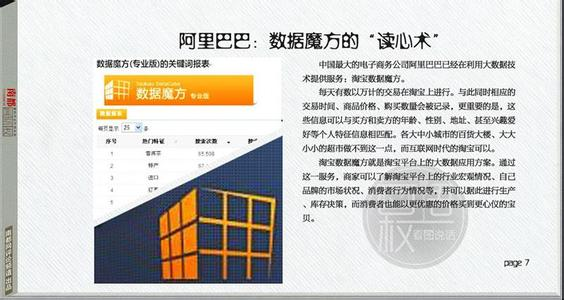 阿里巴巴：数据魔方的“读心术”
数据魔方(专业版)的关键词报表
数据魔方 专业版
每页显示 25
序号 热门特征 搜索次数
1
2 特产
3 进口
4
中国最大的电子商务公司阿里巴巴已经在利用大数据技
术提供服务：淘宝数据魔方。
每天有数以万计的交易在淘宝上进行。与此同时相应的
交易时间、商品价格、购买数量会被记录，更重要的是，这
些信息可以与买方和卖方的年龄、性别、地址、甚至兴趣爱
好等个人特征信息相匹配。各大中小城市的百货大楼、大大
小小的超市做不到这一点，而互联网时代的淘宝可以。
淘宝数据魔方就是淘宝平台上的大数据应用方案。通过
这一服务，商家可以了解淘宝平台上的行业宏观情况、自己
品牌的市场状况、消费者行为情况等，并可以据此进行生产
、库存决策，而消费者也能以更优惠的价格买到更心仪的宝
贝。
看图说话
page 7